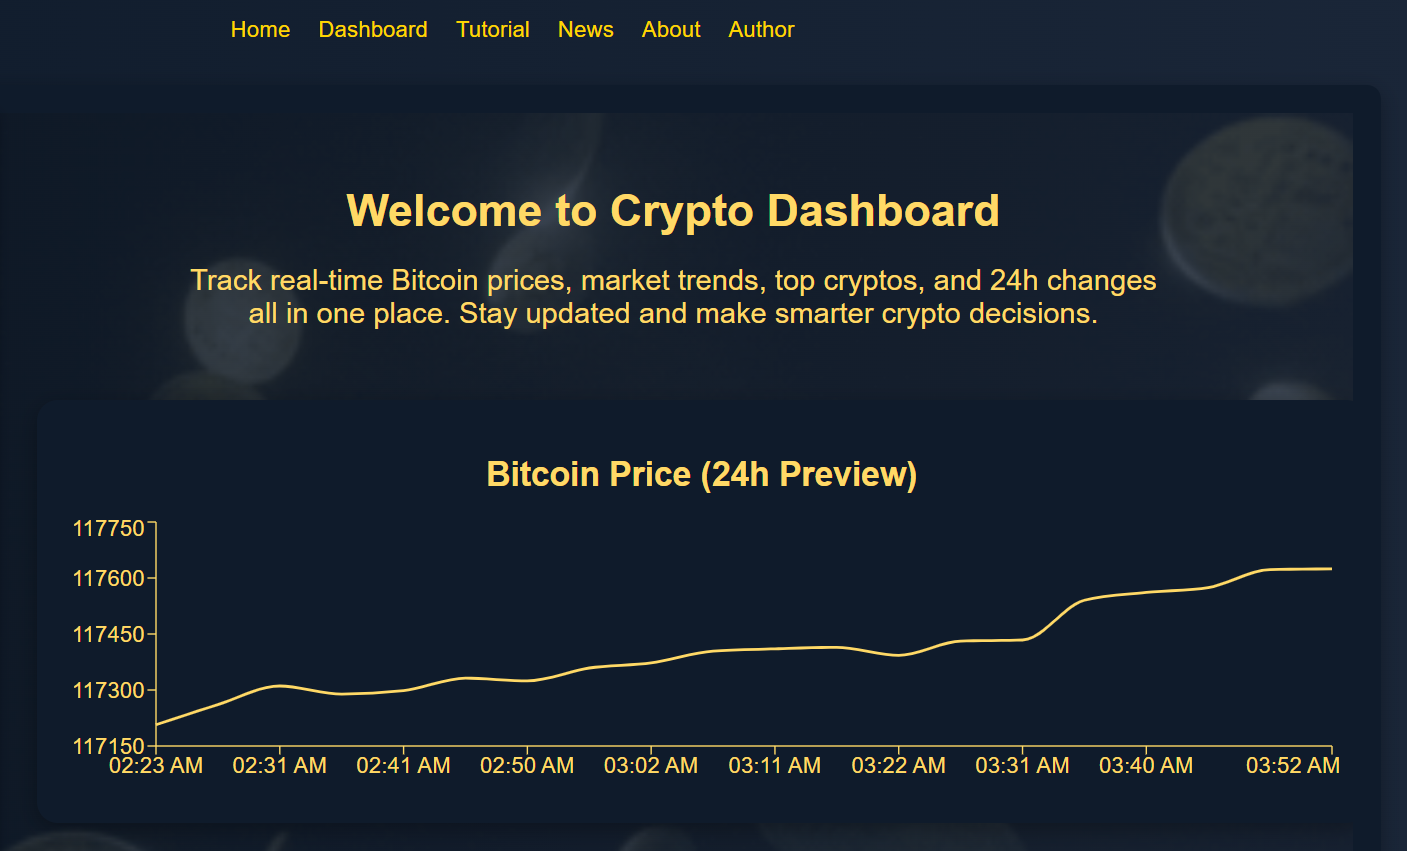 Home Dashboard Tutorial News About Author
Welcome to Crypto Dashboard
Track real-time Bitcoin prices, market trends, top cryptos, and 24h changes
all in one place. Stay updated and make smarter crypto decisions.
Bitcoin Price (24h Preview)
117750
117600
117450
117300
117150
02:23 AM 02:31 AM 02:41 AM 02:50 AM 03:02 AM 03:11 AM 03:22 AM 03:31 AM 03:40 AM 03:52 AM